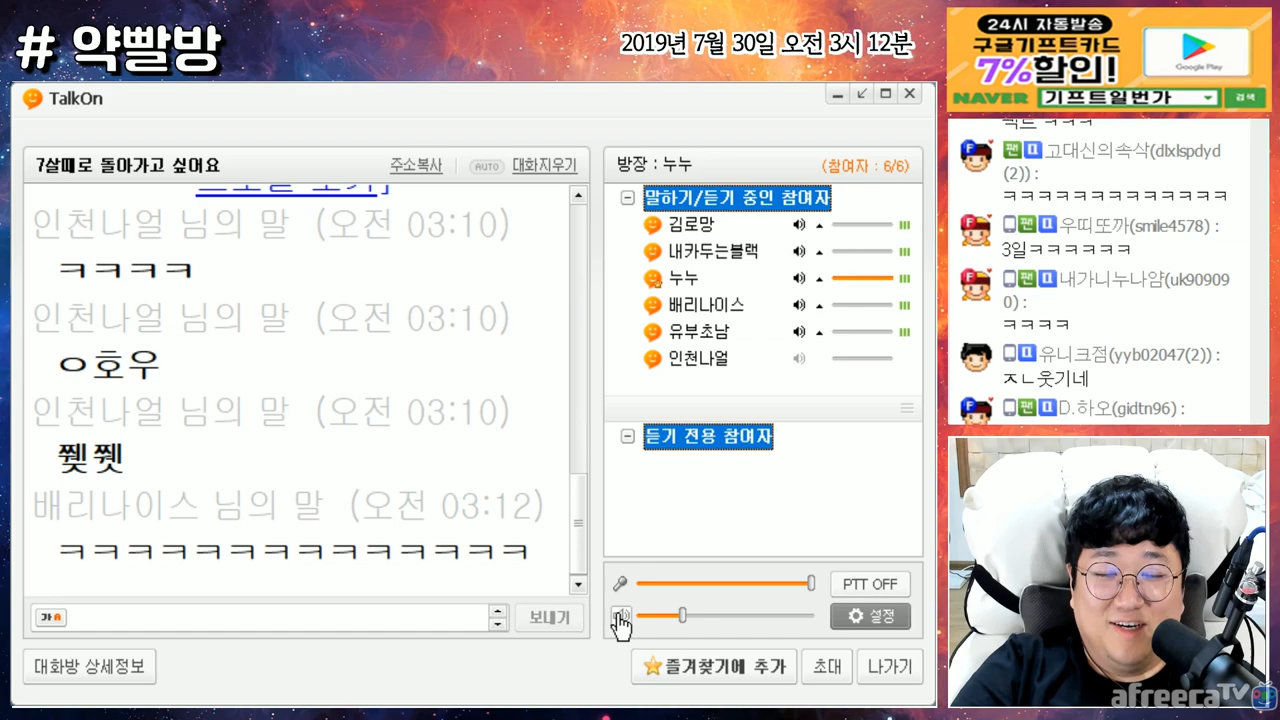 # 약빨방
2019년 7월 30일 오전 3시 12분
24시 자동발송
구글기프트카드
7%할인!
Google Play
NAVER 기프트일번가 검색
TalkOn
7살때로 돌아가고 싶어요
주소복사 AUTO 대화지우기
인천나얼 님의 말 (오전 03:10)
ㅋㅋㅋㅋ
인천나얼 님의 말 (오전 03:10)
ㅇ호우
인천나얼 님의 말 (오전 03:10)
쮓쮓
배리나이스 님의 말 (오전 03:12)
ㅋㅋㅋㅋㅋㅋㅋㅋㅋㅋㅋㅋㅋㅋ
가 보내기
대화방 상세정보
방장 : 누누 (참여자 : 6/6)
말하기/듣기 중인 참여자
김로망
내카두는블랙
누누
배리나이스
유부초남
인천나얼
듣기 전용 참여자
PTT OFF
설정
즐겨찾기에 추가 초대 나가기
ㅋㅋㅋ
F 팬 고대신의속삭(dlxlspdyd
(2)) :
ㅋㅋㅋㅋㅋㅋㅋㅋㅋㅋㅋㅋㅋ
F 팬 우띠또까(smile4578) :
3일ㅋㅋㅋㅋㅋㅋ
F 팬 내가니누나얌(uk90909
0) :
ㅋㅋㅋㅋ
유니크점(yyb02047(2)) :
ㅈㄴ웃기네
F 팬 D.하오(gidtn96) :
afreecaTV